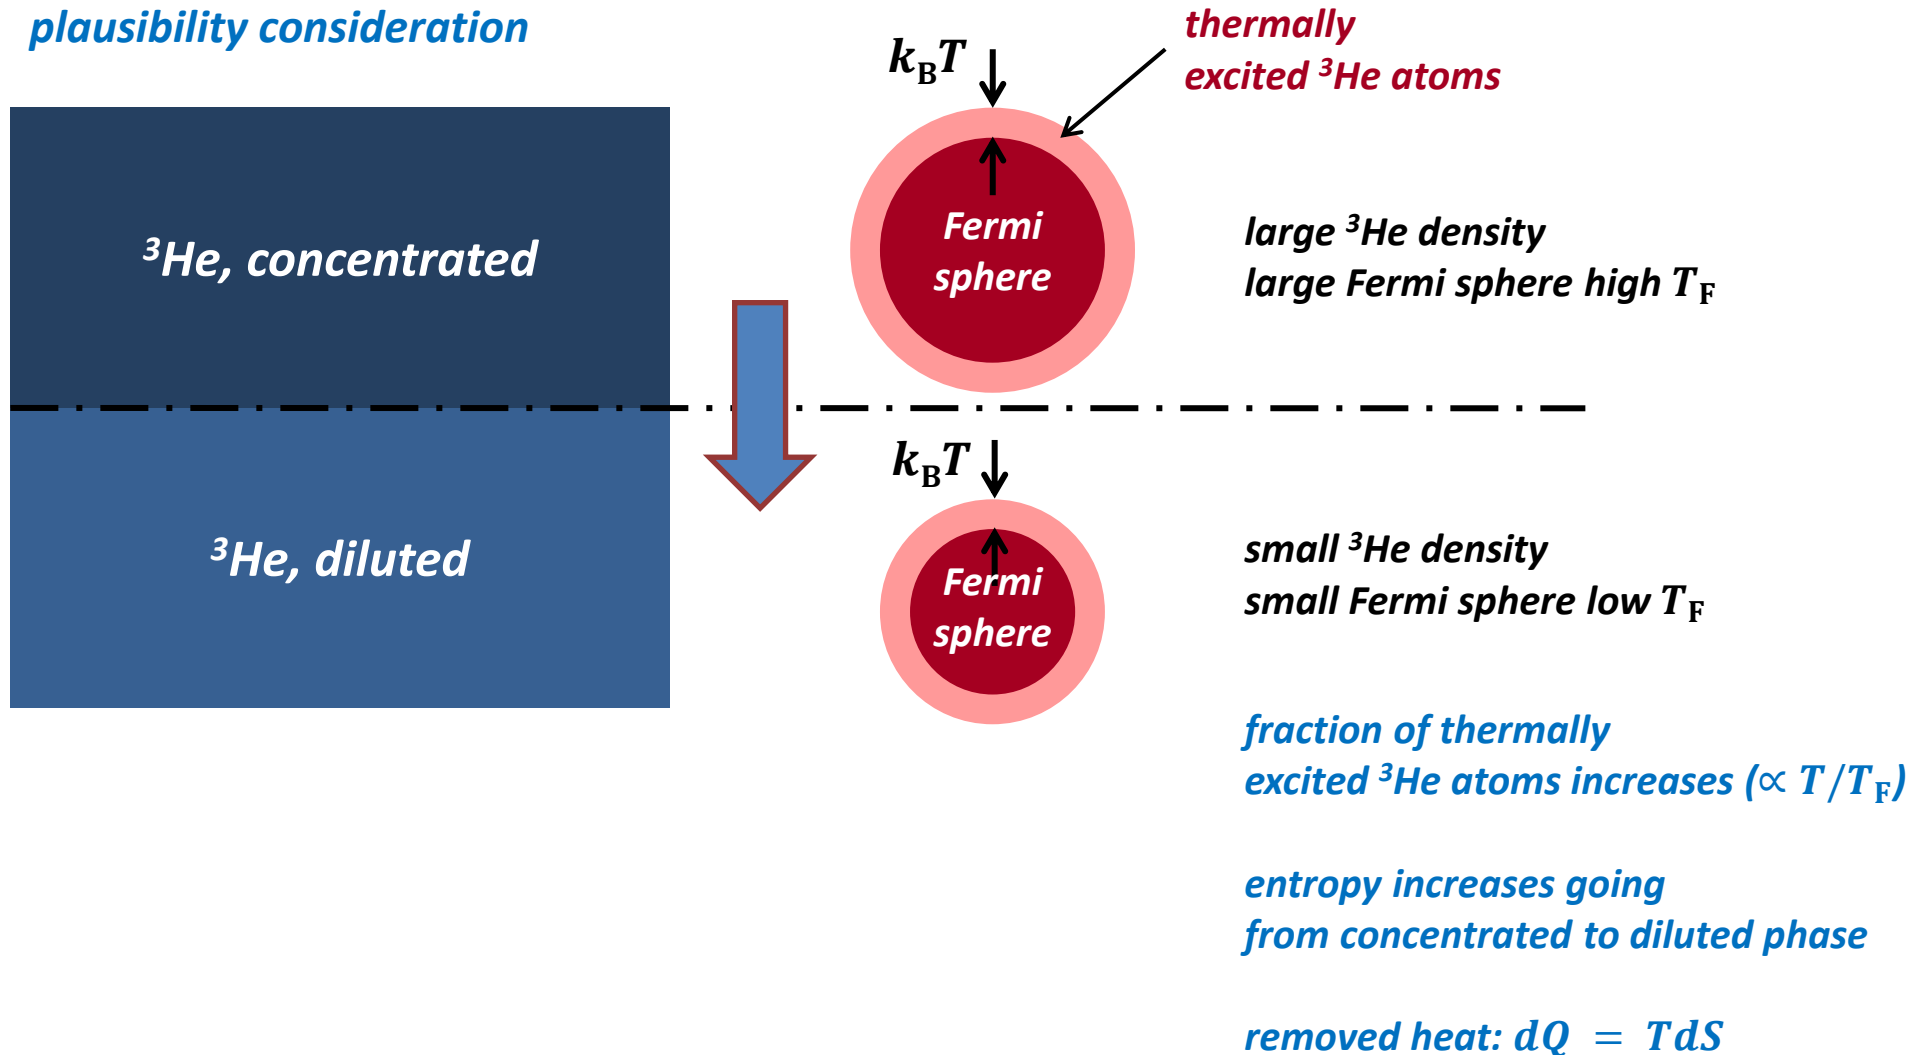 plausibility consideration
k_B T
thermally
excited ³He atoms
³He, concentrated
Fermi
sphere
large ³He density
large Fermi sphere high T_F
k_B T
³He, diluted
Fermi
sphere
small ³He density
small Fermi sphere low T_F
fraction of thermally
excited ³He atoms increases (∝ T/T_F)
entropy increases going
from concentrated to diluted phase
removed heat: dQ = TdS